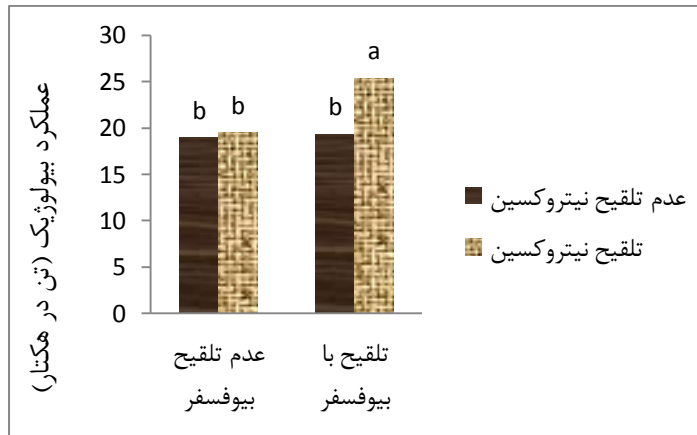 عملکرد بیولوژیک (تن در هکتار)
30
25
20
15
10
5
0
b
b
b
a
عدم تلقیح
بیوفسفر
تلقیح با
بیوفسفر
عدم تلقیح نیتروکسین
تلقیح نیتروکسین